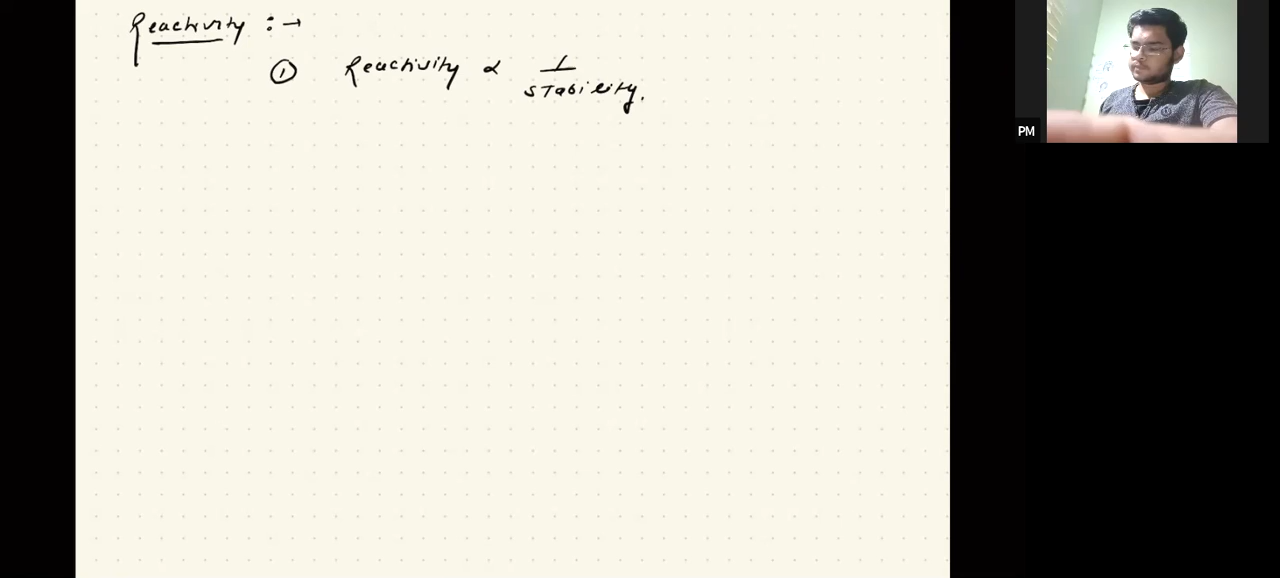 Reactivity :→
① Reactivity ∝ 1
stability.
PM